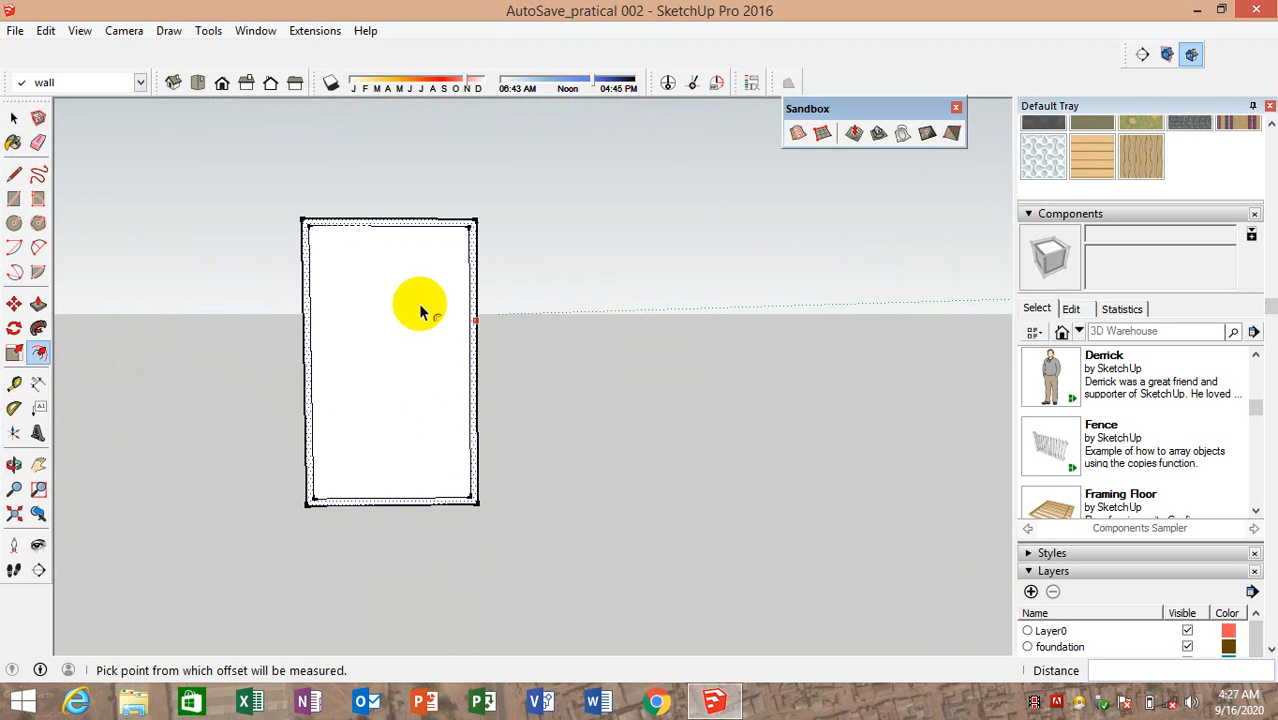 AutoSave_pratical 002 - SketchUp Pro 2016
File Edit View Camera Draw Tools Window Extensions Help
wall
J F M A M J J A S O N D
06:43 AM Noon 04:45 PM
Sandbox
Default Tray
Components
Select Edit Statistics
3D Warehouse
Derrick
by SketchUp
Derrick was a great friend and
supporter of SketchUp. He loved ...
Fence
by SketchUp
Example of how to array objects
using the copies function.
Framing Floor
by SketchUp
Components Sampler
Styles
Layers
Name Visible Color
Layer0
foundation
Pick point from which offset will be measured.
Distance
4:27 AM
9/16/2020